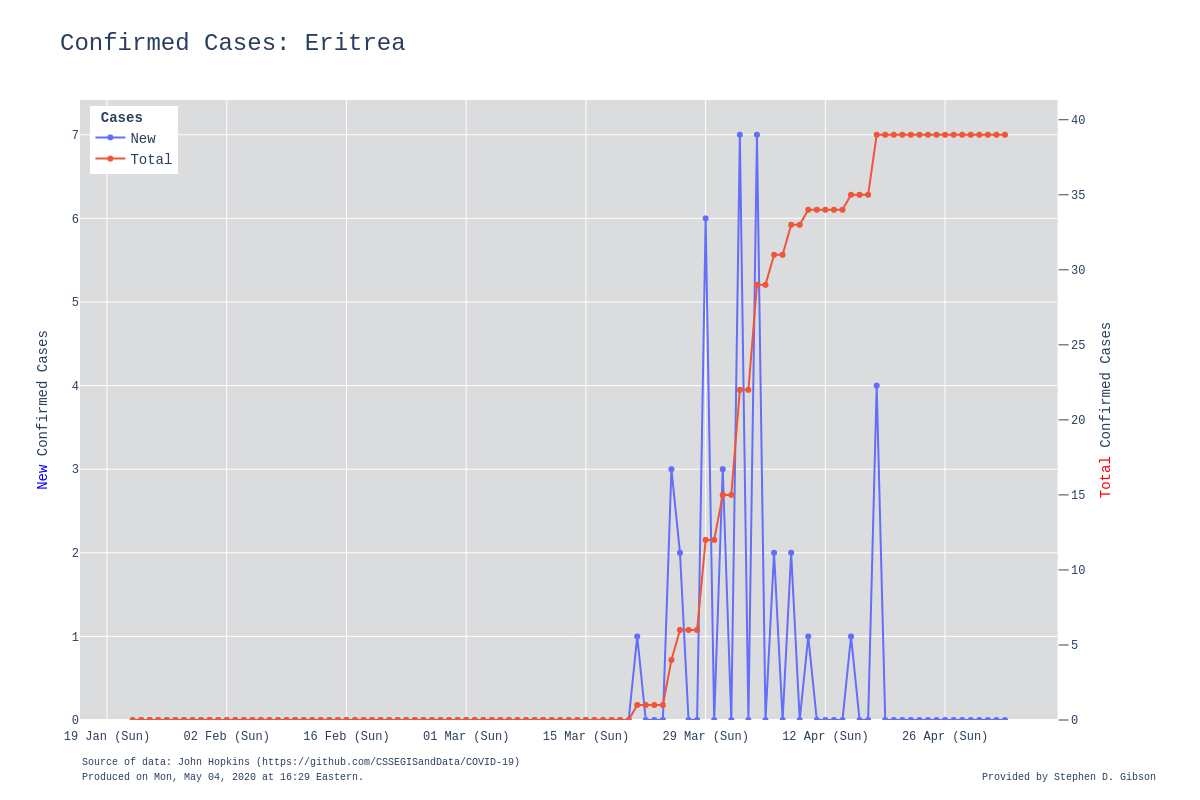 Confirmed Cases: Eritrea
Cases
New
Total
7
6
5
4
3
2
1
0
New Confirmed Cases
40
35
30
25
20
15
10
5
0
Total Confirmed Cases
19 Jan (Sun) 02 Feb (Sun) 16 Feb (Sun) 01 Mar (Sun) 15 Mar (Sun) 29 Mar (Sun) 12 Apr (Sun) 26 Apr (Sun)
Source of data: John Hopkins (https://github.com/CSSEGISandData/COVID-19)
Produced on Mon, May 04, 2020 at 16:29 Eastern.
Provided by Stephen D. Gibson